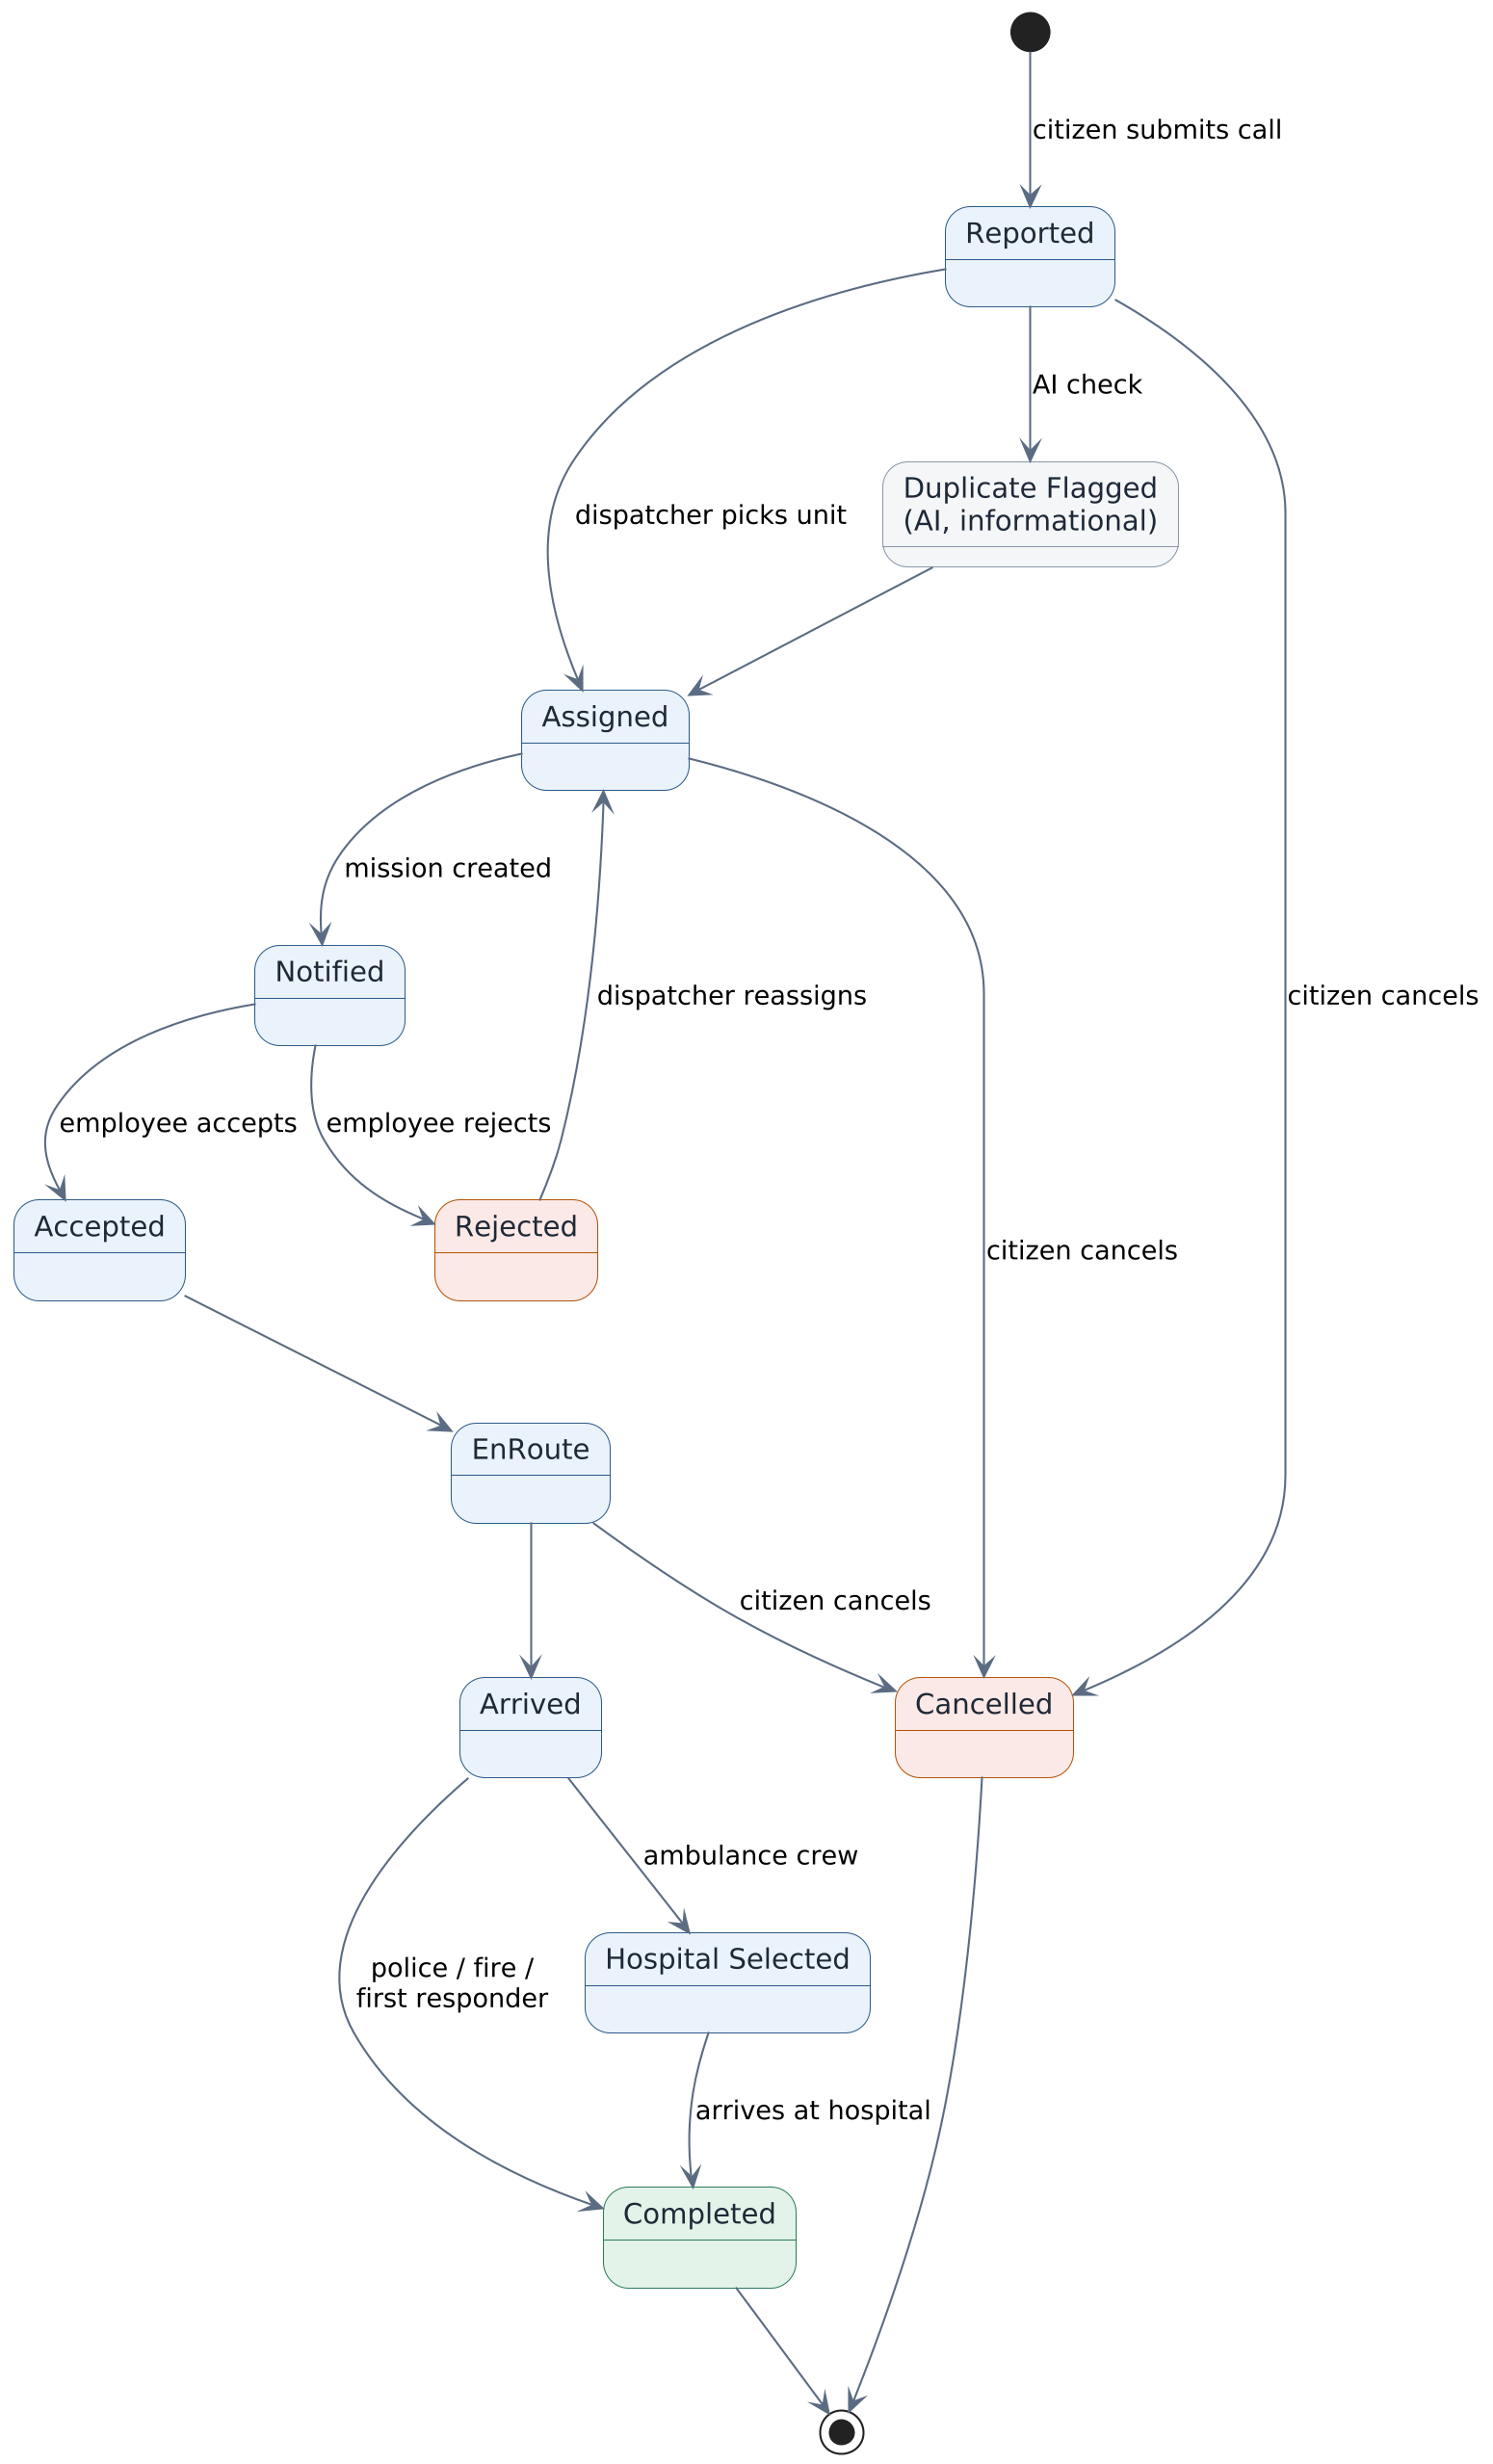 citizen submits call
Reported
AI check
Duplicate Flagged
(AI, informational)
dispatcher picks unit
Assigned
mission created
Notified
dispatcher reassigns
citizen cancels
employee accepts
employee rejects
Accepted
Rejected
citizen cancels
EnRoute
citizen cancels
Arrived
Cancelled
ambulance crew
police / fire /
first responder
Hospital Selected
arrives at hospital
Completed